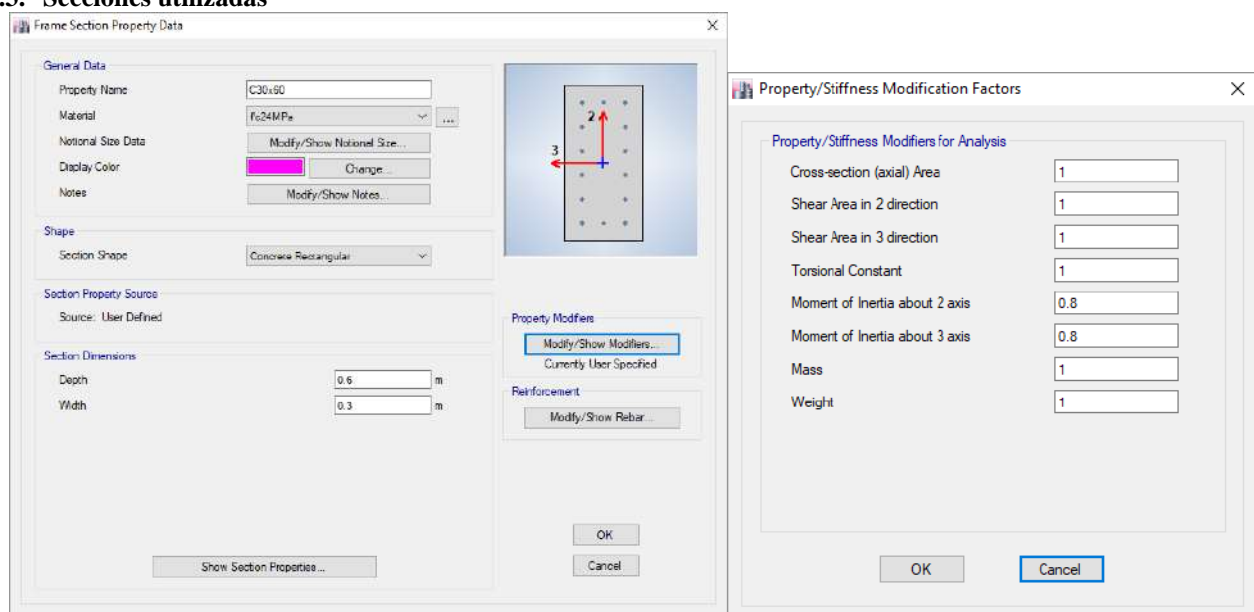 .3. Secciones utilizadas
Frame Section Property Data
General Data
Property Name C30x60
Material f'c24MPa ...
Notional Size Data Modify/Show Notional Size...
Display Color Change...
Notes Modify/Show Notes...
Shape
Section Shape Concrete Rectangular
Section Property Source
Source: User Defined
Section Dimensions
Depth 0.6 m
Width 0.3 m
Show Section Properties...
2
3
Property Modifiers
Modify/Show Modifiers...
Currently User Specified
Reinforcement
Modify/Show Rebar...
OK
Cancel
Property/Stiffness Modification Factors
Property/Stiffness Modifiers for Analysis
Cross-section (axial) Area 1
Shear Area in 2 direction 1
Shear Area in 3 direction 1
Torsional Constant 1
Moment of Inertia about 2 axis 0.8
Moment of Inertia about 3 axis 0.8
Mass 1
Weight 1
OK Cancel